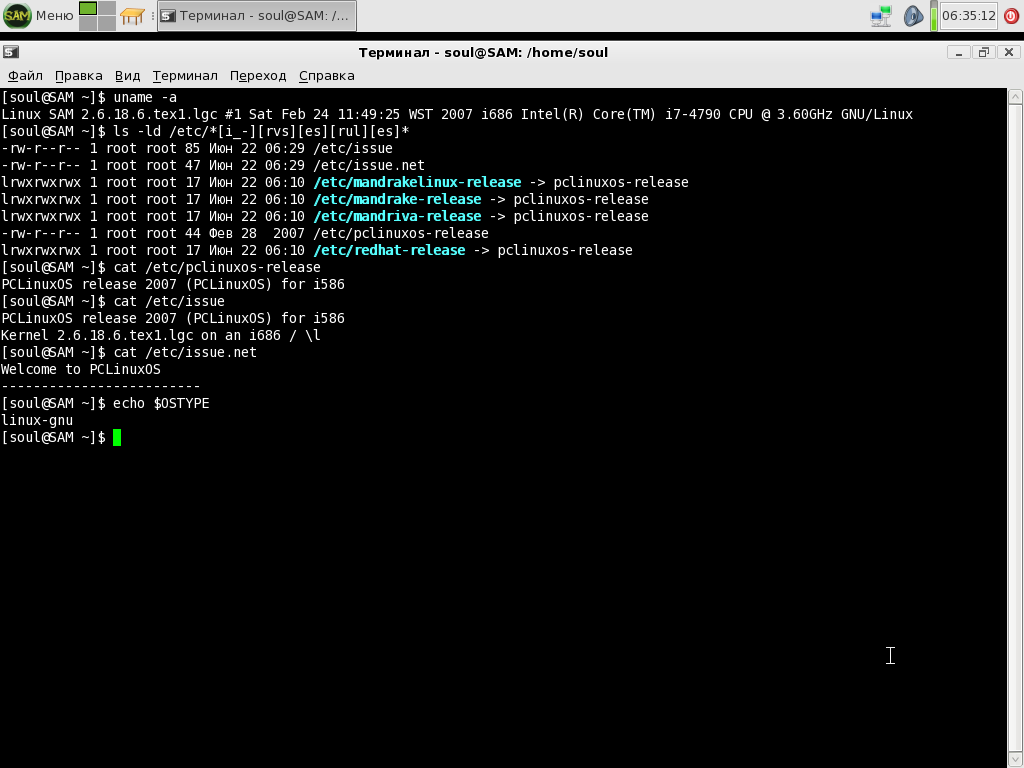 SAM Меню Терминал - soul@SAM: /... 06:35:12
Терминал - soul@SAM: /home/soul
Файл Правка Вид Терминал Переход Справка
[soul@SAM ~]$ uname -a
Linux SAM 2.6.18.6.tex1.lgc #1 Sat Feb 24 11:49:25 WST 2007 i686 Intel(R) Core(TM) i7-4790 CPU @ 3.60GHz GNU/Linux
[soul@SAM ~]$ ls -ld /etc/*[i_-][rvs][es][rul][es]*
-rw-r--r-- 1 root root 85 Июн 22 06:29 /etc/issue
-rw-r--r-- 1 root root 47 Июн 22 06:29 /etc/issue.net
lrwxrwxrwx 1 root root 17 Июн 22 06:10 /etc/mandrakelinux-release -> pclinuxos-release
lrwxrwxrwx 1 root root 17 Июн 22 06:10 /etc/mandrake-release -> pclinuxos-release
lrwxrwxrwx 1 root root 17 Июн 22 06:10 /etc/mandriva-release -> pclinuxos-release
-rw-r--r-- 1 root root 44 Фев 28  2007 /etc/pclinuxos-release
lrwxrwxrwx 1 root root 17 Июн 22 06:10 /etc/redhat-release -> pclinuxos-release
[soul@SAM ~]$ cat /etc/pclinuxos-release
PCLinuxOS release 2007 (PCLinuxOS) for i586
[soul@SAM ~]$ cat /etc/issue
PCLinuxOS release 2007 (PCLinuxOS) for i586
Kernel 2.6.18.6.tex1.lgc on an i686 / \l
[soul@SAM ~]$ cat /etc/issue.net
Welcome to PCLinuxOS
-------------------------
[soul@SAM ~]$ echo $OSTYPE
linux-gnu
[soul@SAM ~]$